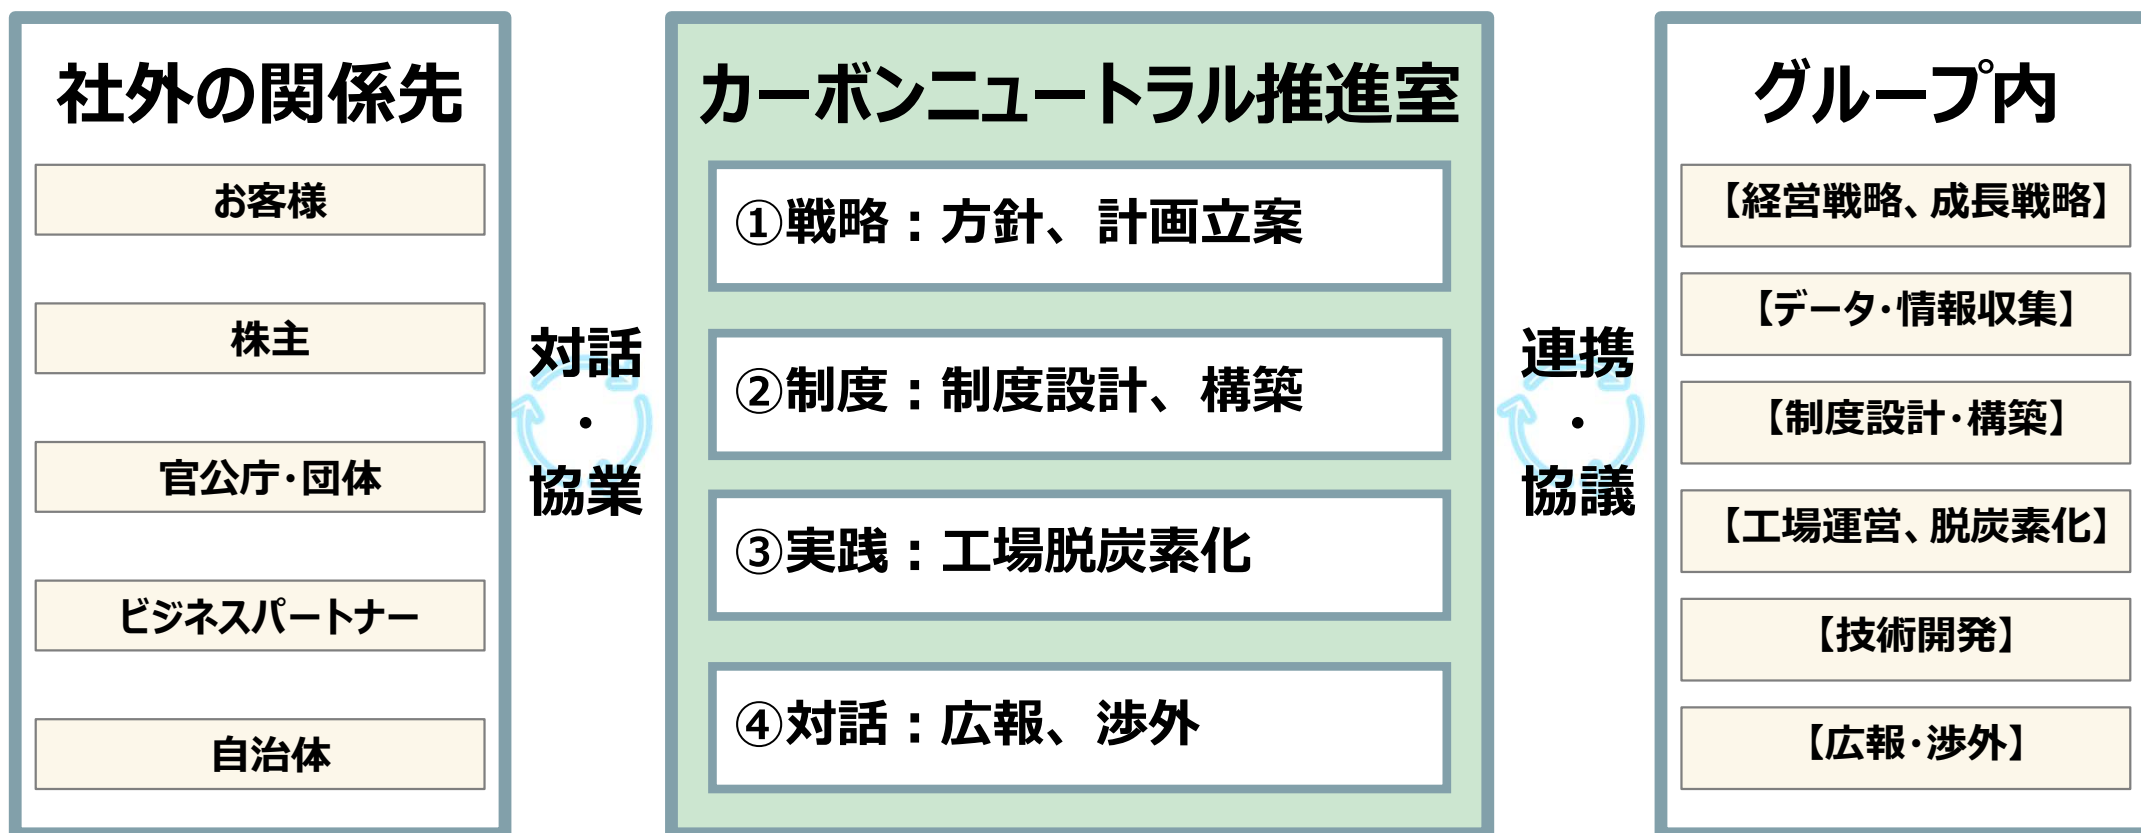 社外の関係先
お客様
株主
官公庁・団体
ビジネスパートナー
自治体
対話
・
協業
カーボンニュートラル推進室
①戦略：方針、計画立案
②制度：制度設計、構築
③実践：工場脱炭素化
④対話：広報、渉外
連携
・
協議
グループ内
【経営戦略、成長戦略】
【データ・情報収集】
【制度設計・構築】
【工場運営、脱炭素化】
【技術開発】
【広報・渉外】